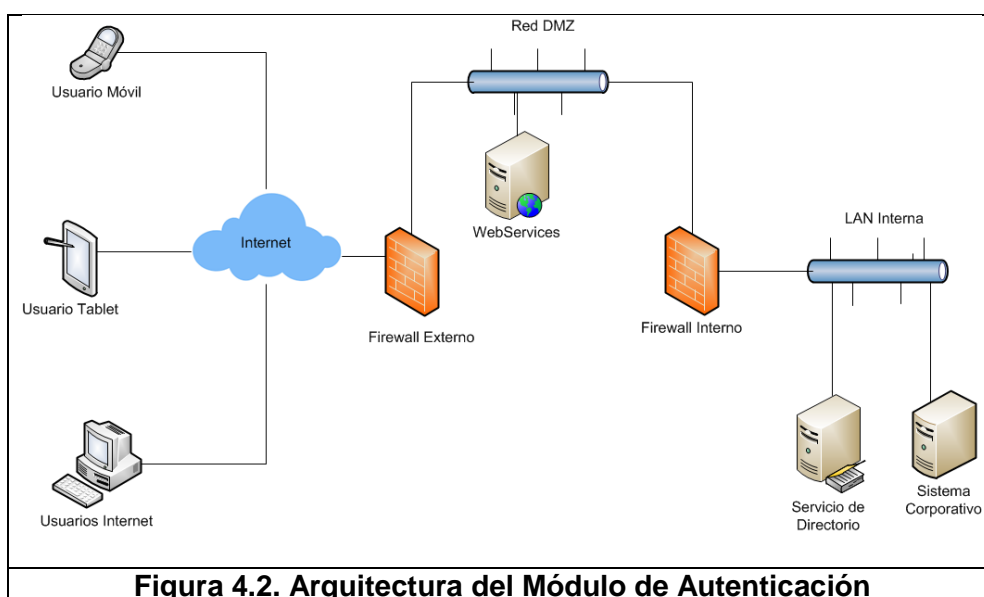 Red DMZ
Usuario Móvil
WebServices
LAN Interna
Internet
Usuario Tablet
Firewall Externo
Firewall Interno
Usuarios Internet
Servicio de
Directorio
Sistema
Corporativo
Figura 4.2. Arquitectura del Módulo de Autenticación